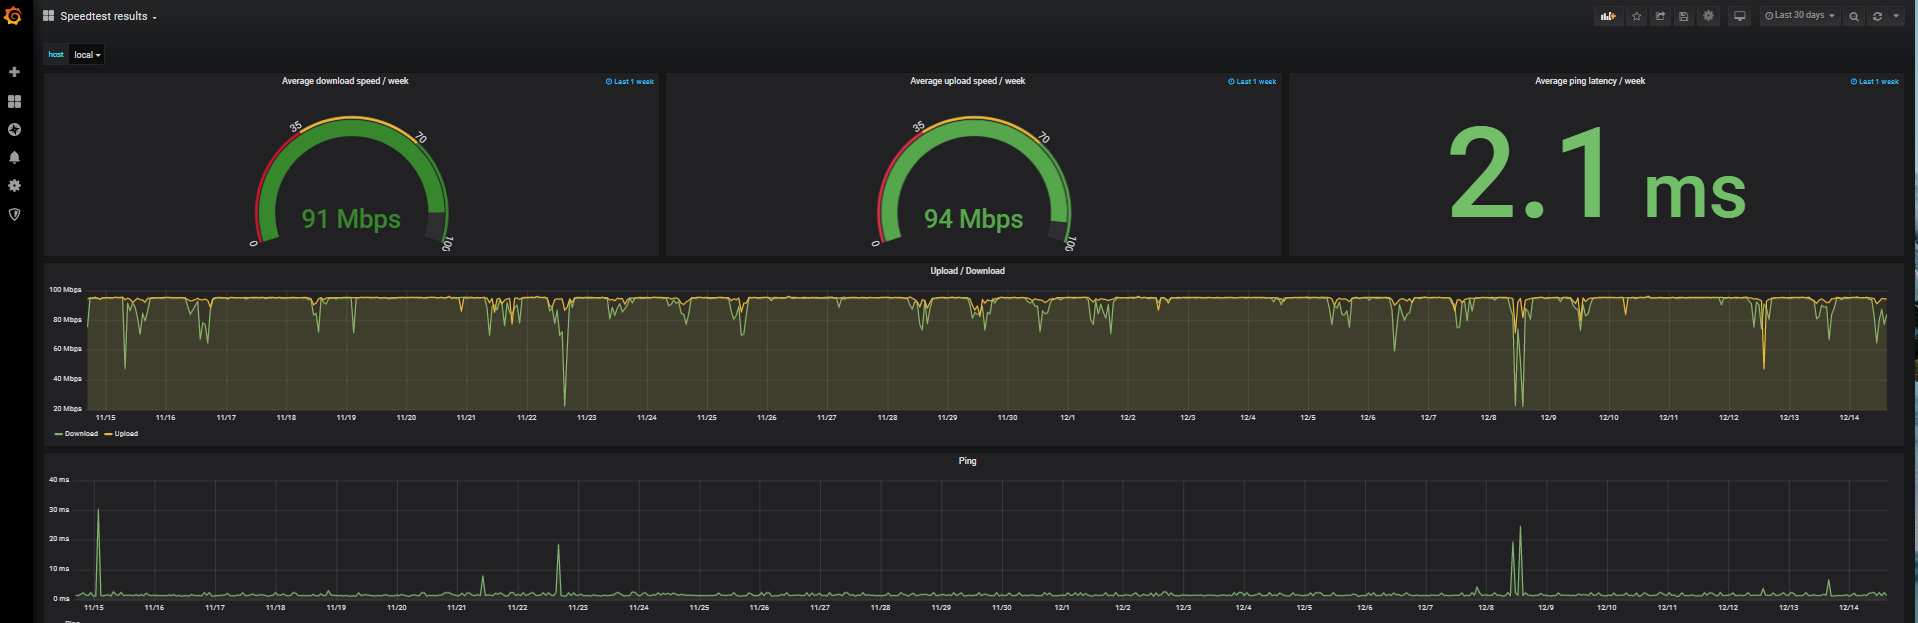 Speedtest results
Last 30 days
host local
Average download speed / week
Last 1 week
0
35
70
100
91 Mbps
Average upload speed / week
Last 1 week
0
35
70
100
94 Mbps
Average ping latency / week
Last 1 week
2.1 ms
Upload / Download
100 Mbps
80 Mbps
60 Mbps
40 Mbps
20 Mbps
11/15 11/16 11/17 11/18 11/19 11/20 11/21 11/22 11/23 11/24 11/25 11/26 11/27 11/28 11/29 11/30 12/1 12/2 12/3 12/4 12/5 12/6 12/7 12/8 12/9 12/10 12/11 12/12 12/13 12/14
Download Upload
Ping
40 ms
30 ms
20 ms
10 ms
0 ms
11/15 11/16 11/17 11/18 11/19 11/20 11/21 11/22 11/23 11/24 11/25 11/26 11/27 11/28 11/29 11/30 12/1 12/2 12/3 12/4 12/5 12/6 12/7 12/8 12/9 12/10 12/11 12/12 12/13 12/14